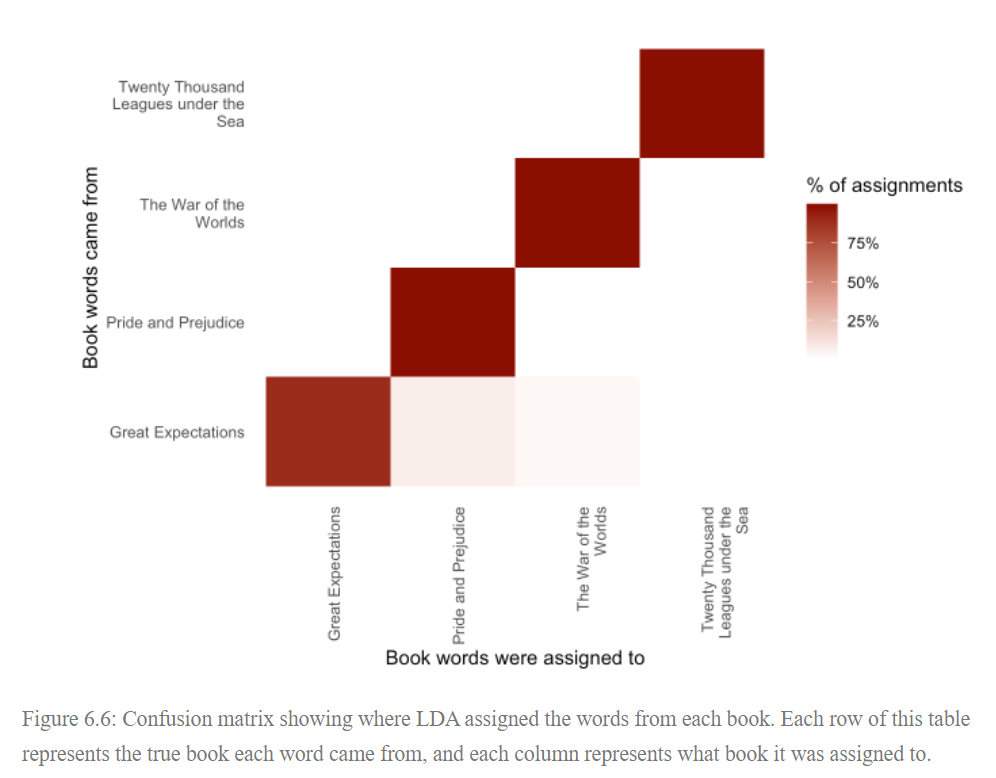 Twenty Thousand
Leagues under the
Sea
The War of the
Worlds
Pride and Prejudice
Great Expectations
Book words came from
Great Expectations
Pride and Prejudice
The War of the
Worlds
Twenty Thousand
Leagues under the
Sea
Book words were assigned to
% of assignments
75%
50%
25%
Figure 6.6: Confusion matrix showing where LDA assigned the words from each book. Each row of this table
represents the true book each word came from, and each column represents what book it was assigned to.